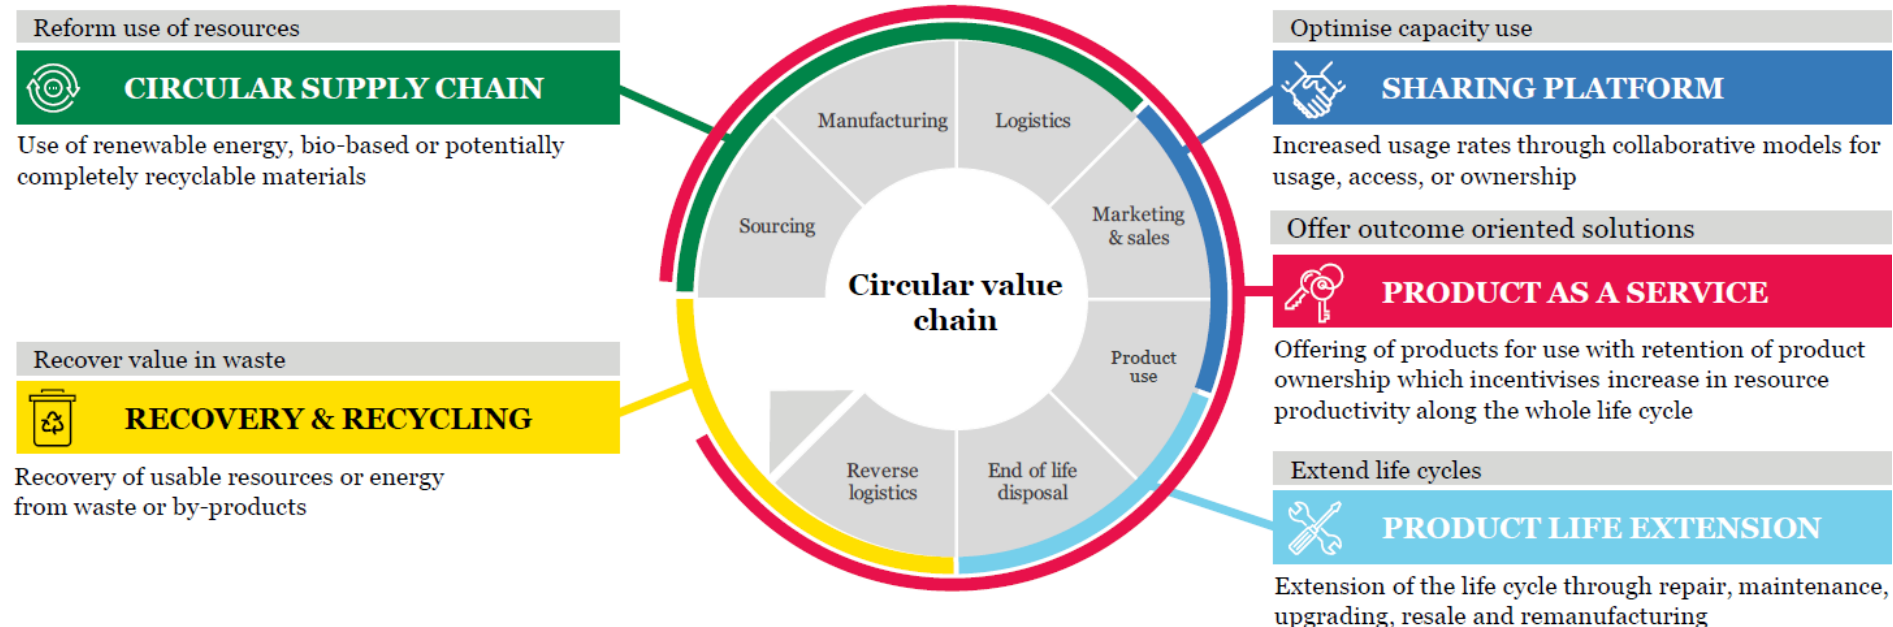 Reform use of resources
CIRCULAR SUPPLY CHAIN
Use of renewable energy, bio-based or potentially
completely recyclable materials
Recover value in waste
RECOVERY & RECYCLING
Recovery of usable resources or energy
from waste or by-products
Manufacturing
Logistics
Sourcing
Marketing
& sales
Circular value
chain
Product
use
Reverse
logistics
End of life
disposal
Optimise capacity use
SHARING PLATFORM
Increased usage rates through collaborative models for
usage, access, or ownership
Offer outcome oriented solutions
PRODUCT AS A SERVICE
Offering of products for use with retention of product
ownership which incentivises increase in resource
productivity along the whole life cycle
Extend life cycles
PRODUCT LIFE EXTENSION
Extension of the life cycle through repair, maintenance,
upgrading, resale and remanufacturing